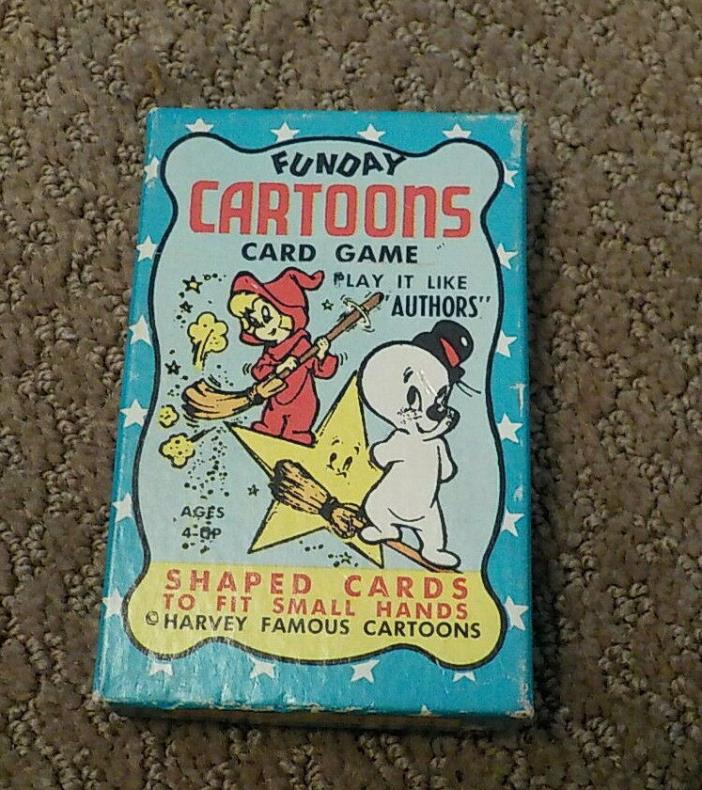 FUNDAY
CARTOONS
CARD GAME
PLAY IT LIKE
"AUTHORS"
AGES
4-UP
SHAPED CARDS
TO FIT SMALL HANDS
© HARVEY FAMOUS CARTOONS